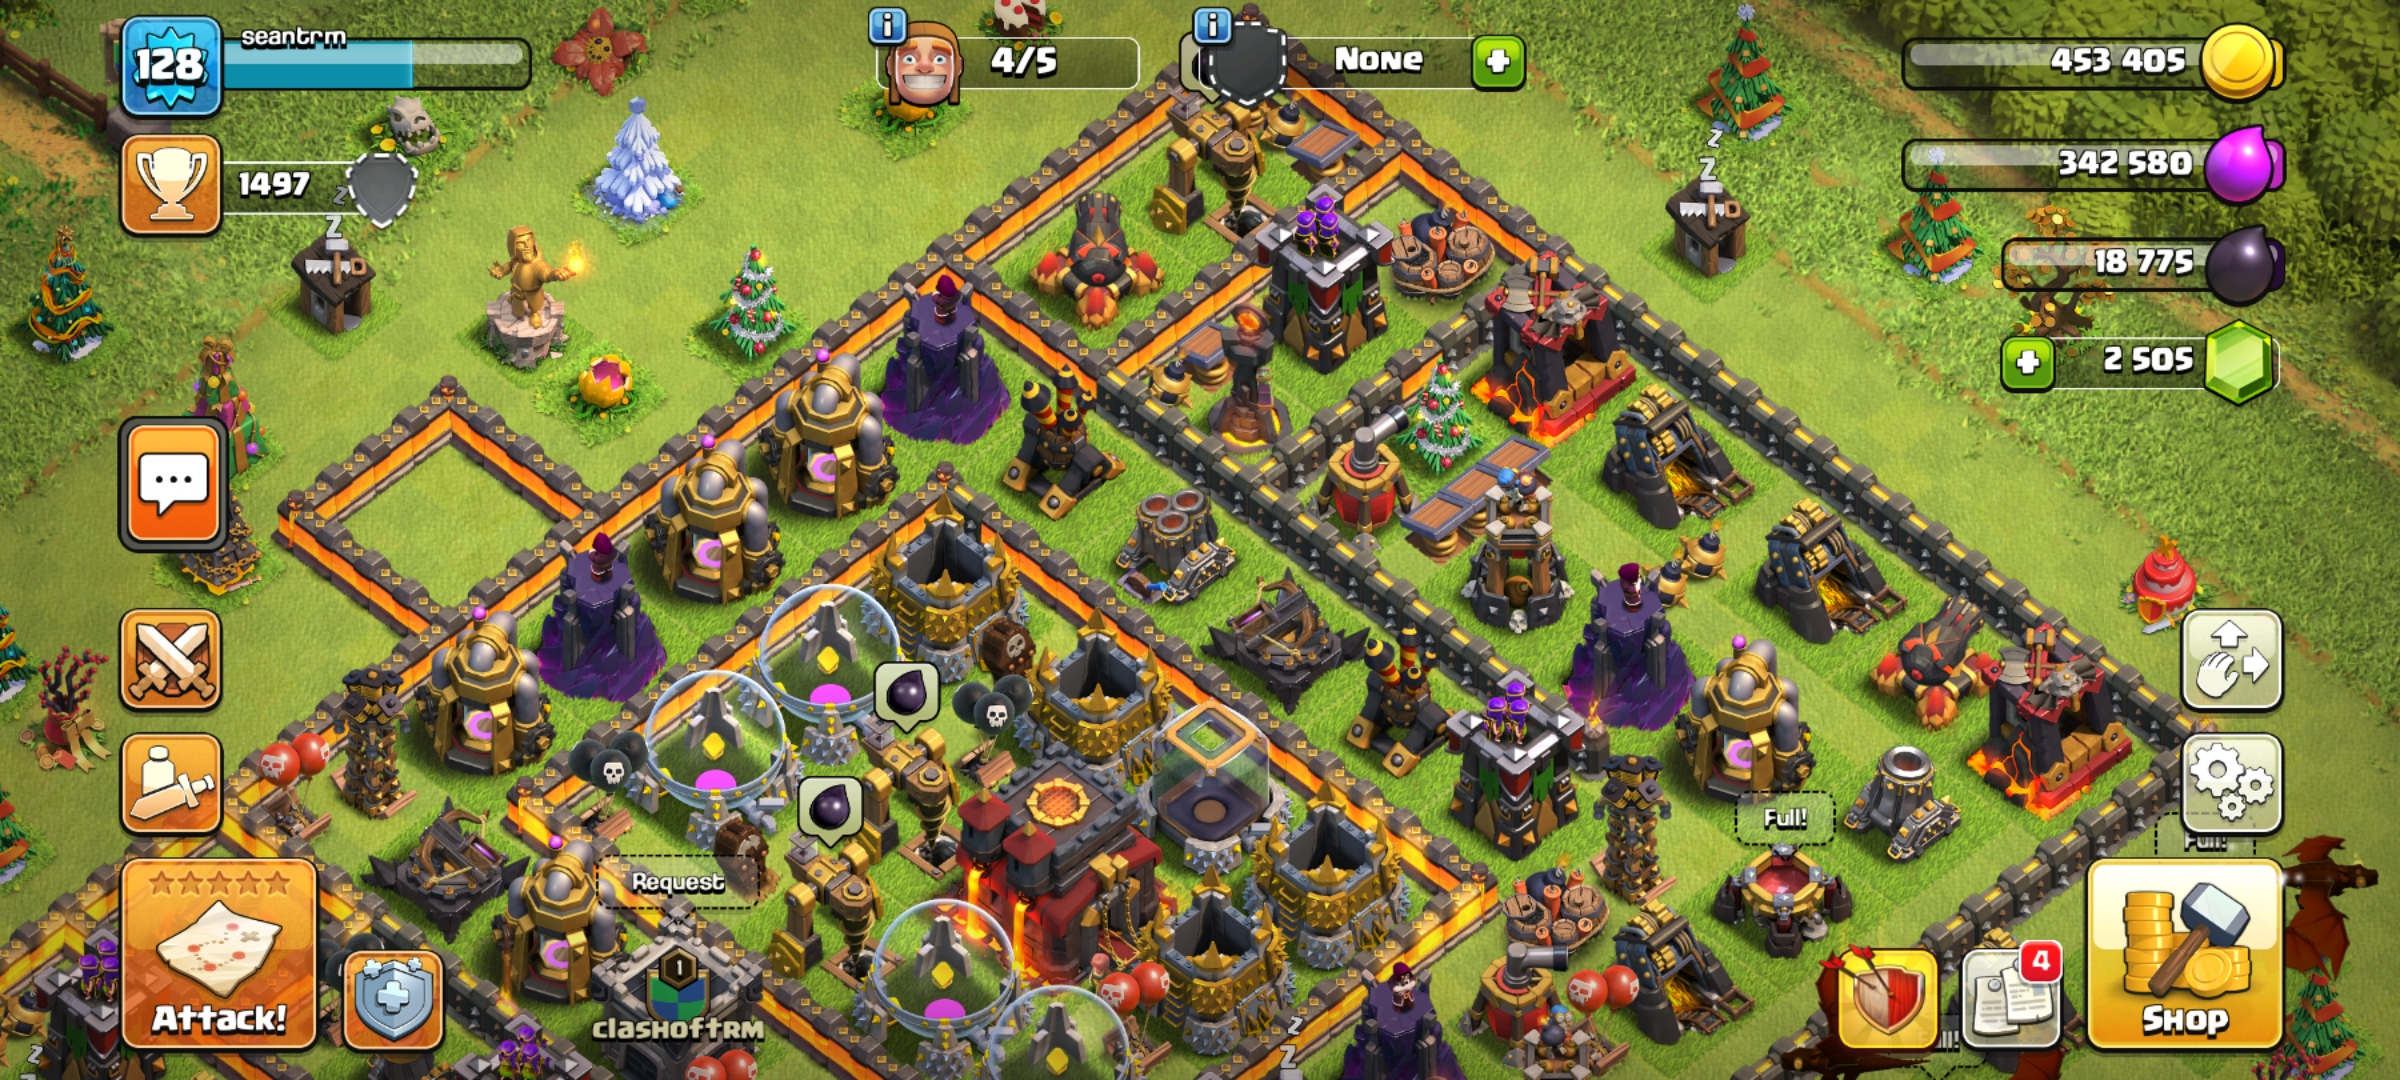 128
seantrm
4/5
None
453 405
1497
342 580
18 775
2 505
Full!
Full!
Request
1
clashofTRM
Attack!
4
Shop